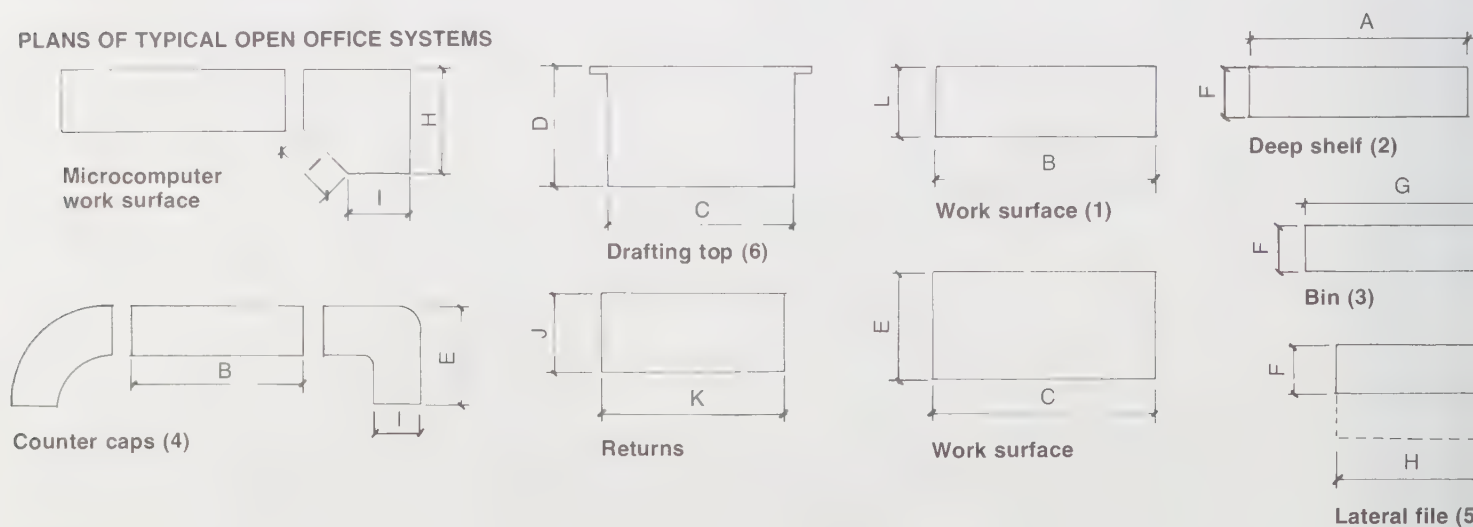 PLANS OF TYPICAL OPEN OFFICE SYSTEMS
H
I
I
Microcomputer
work surface
D
C
Drafting top (6)
L
B
Work surface (1)
A
F
Deep shelf (2)
G
F
Bin (3)
B
E
I
Counter caps (4)
J
K
Returns
E
C
Work surface
F
H
Lateral file (5